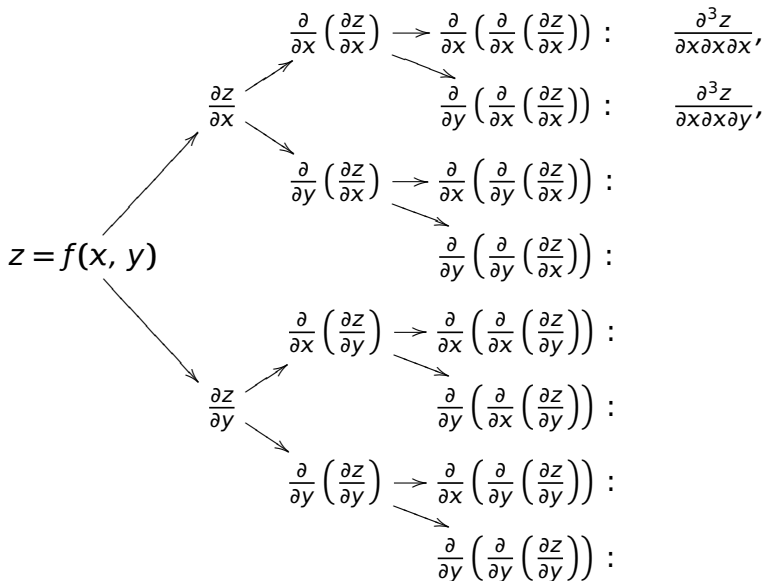 ∂/∂x (∂z/∂x) → ∂/∂x (∂/∂x (∂z/∂x)) : ∂³z/∂x∂x∂x,
∂z/∂x ∂/∂y (∂/∂x (∂z/∂x)) : ∂³z/∂x∂x∂y,
∂/∂y (∂z/∂x) → ∂/∂x (∂/∂y (∂z/∂x)) :
z = f(x, y) ∂/∂y (∂/∂y (∂z/∂x)) :
∂/∂x (∂z/∂y) → ∂/∂x (∂/∂x (∂z/∂y)) :
∂z/∂y ∂/∂y (∂/∂x (∂z/∂y)) :
∂/∂y (∂z/∂y) → ∂/∂x (∂/∂y (∂z/∂y)) :
∂/∂y (∂/∂y (∂z/∂y)) :